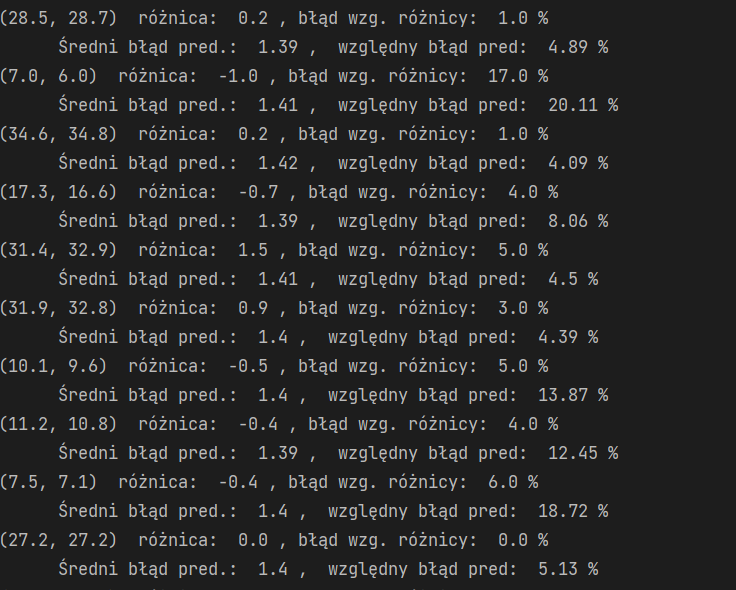 (28.5, 28.7)  różnica:  0.2 , błąd wzg. różnicy:  1.0 %
Średni błąd pred.:  1.39 ,  względny błąd pred:  4.89 %
(7.0, 6.0)  różnica:  -1.0 , błąd wzg. różnicy:  17.0 %
Średni błąd pred.:  1.41 ,  względny błąd pred:  20.11 %
(34.6, 34.8)  różnica:  0.2 , błąd wzg. różnicy:  1.0 %
Średni błąd pred.:  1.42 ,  względny błąd pred:  4.09 %
(17.3, 16.6)  różnica:  -0.7 , błąd wzg. różnicy:  4.0 %
Średni błąd pred.:  1.39 ,  względny błąd pred:  8.06 %
(31.4, 32.9)  różnica:  1.5 , błąd wzg. różnicy:  5.0 %
Średni błąd pred.:  1.41 ,  względny błąd pred:  4.5 %
(31.9, 32.8)  różnica:  0.9 , błąd wzg. różnicy:  3.0 %
Średni błąd pred.:  1.4 ,  względny błąd pred:  4.39 %
(10.1, 9.6)  różnica:  -0.5 , błąd wzg. różnicy:  5.0 %
Średni błąd pred.:  1.4 ,  względny błąd pred:  13.87 %
(11.2, 10.8)  różnica:  -0.4 , błąd wzg. różnicy:  4.0 %
Średni błąd pred.:  1.39 ,  względny błąd pred:  12.45 %
(7.5, 7.1)  różnica:  -0.4 , błąd wzg. różnicy:  6.0 %
Średni błąd pred.:  1.4 ,  względny błąd pred:  18.72 %
(27.2, 27.2)  różnica:  0.0 , błąd wzg. różnicy:  0.0 %
Średni błąd pred.:  1.4 ,  względny błąd pred:  5.13 %